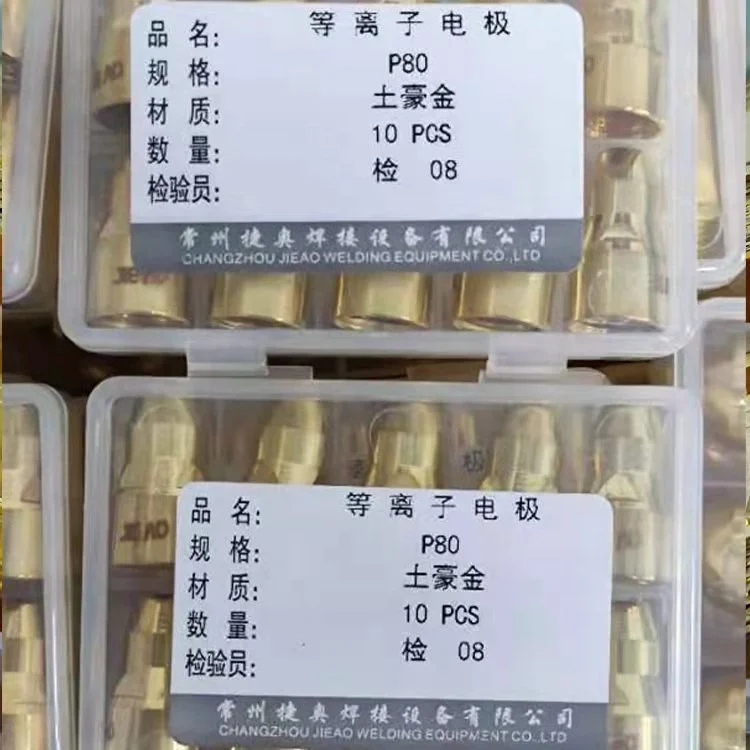 品名: 等离子电极
规格: P80
材质: 土豪金
数量: 10 PCS
检验员: 检 08
常州捷奥焊接设备有限公司
CHANGZHOU JIEAO WELDING EQUIPMENT CO.,LTD
极
品名: 等离子电极
规格: P80
材质: 土豪金
数量: 10 PCS
检验员: 检 08
常州捷奥焊接设备有限公司
CHANGZHOU JIEAO WELDING EQUIPMENT CO.,LTD